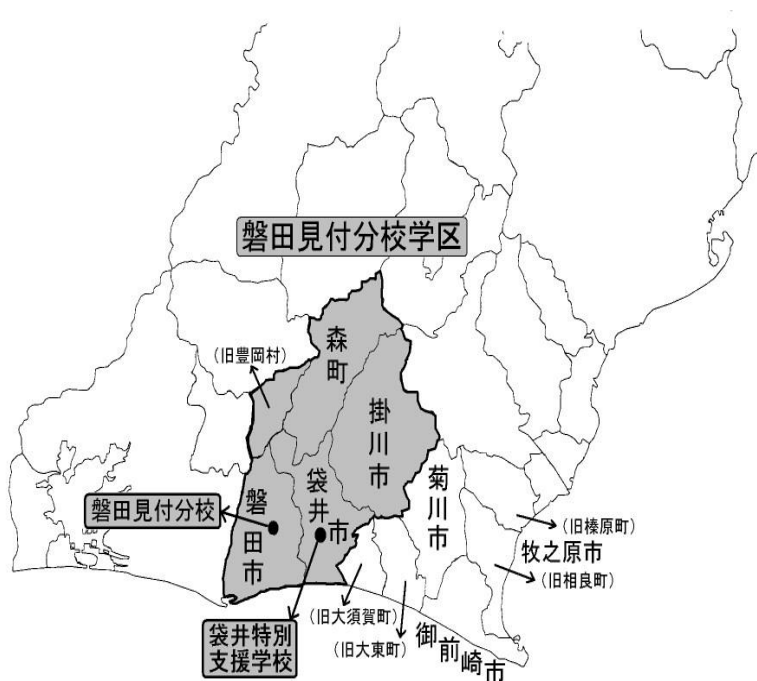 磐田見付分校学区
森町
(旧豊岡村)
掛川市
袋井市
菊川市
磐田見付分校
磐田市
(旧榛原町)
牧之原市
(旧相良町)
袋井特別
支援学校
(旧大須賀町)
(旧大東町)
御前崎市